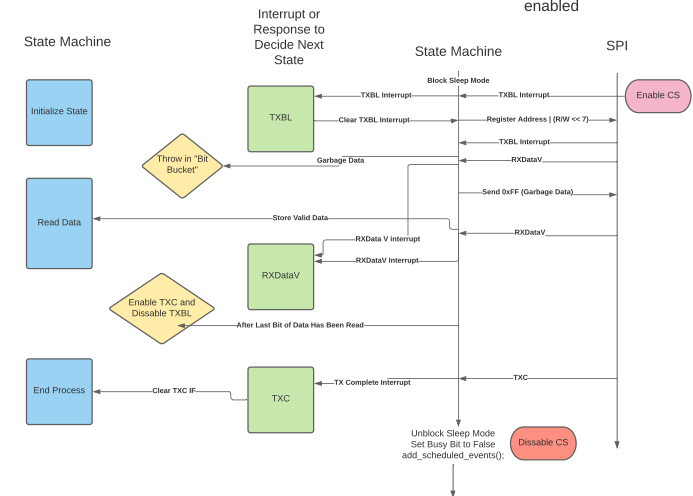 enabled
Interrupt or
Response to
Decide Next
State
State Machine
State Machine
SPI
Block Sleep Mode
Initialize State
TXBL
TXBL Interrupt
TXBL Interrupt
Enable CS
Clear TXBL Interrupt
Register Address | (R/W << 7)
TXBL Interrupt
Throw in "Bit
Bucket"
Garbage Data
RXDataV
Send 0xFF (Garbage Data)
Read Data
Store Valid Data
RXDataV
RXData V interrupt
RXDataV Interrupt
RXDataV
Enable TXC and
Dissable TXBL
After Last Bit of Data Has Been Read
End Process
Clear TXC IF
TXC
TX Complete Interrupt
TXC
Unblock Sleep Mode
Set Busy Bit to False
add_scheduled_events();
Dissable CS